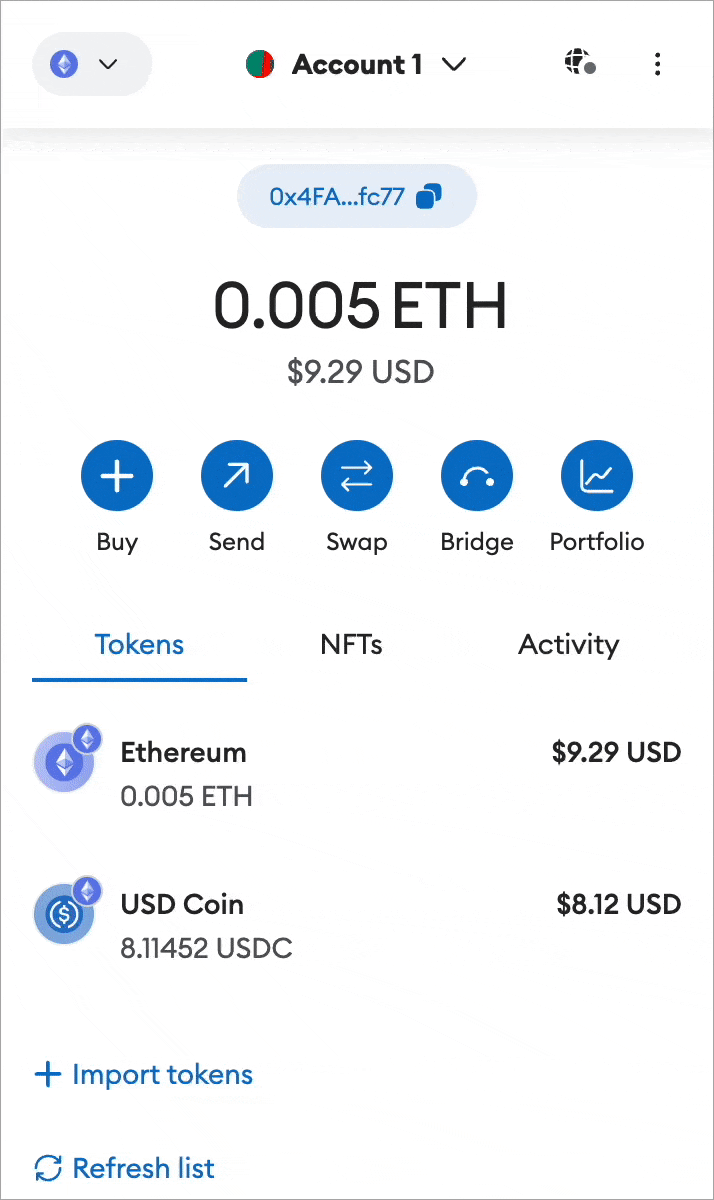 Account 1
0x4FA...fc77
0.005 ETH
$9.29 USD
Buy Send Swap Bridge Portfolio
Tokens NFTs Activity
Ethereum $9.29 USD
0.005 ETH
USD Coin $8.12 USD
8.11452 USDC
Import tokens
Refresh list